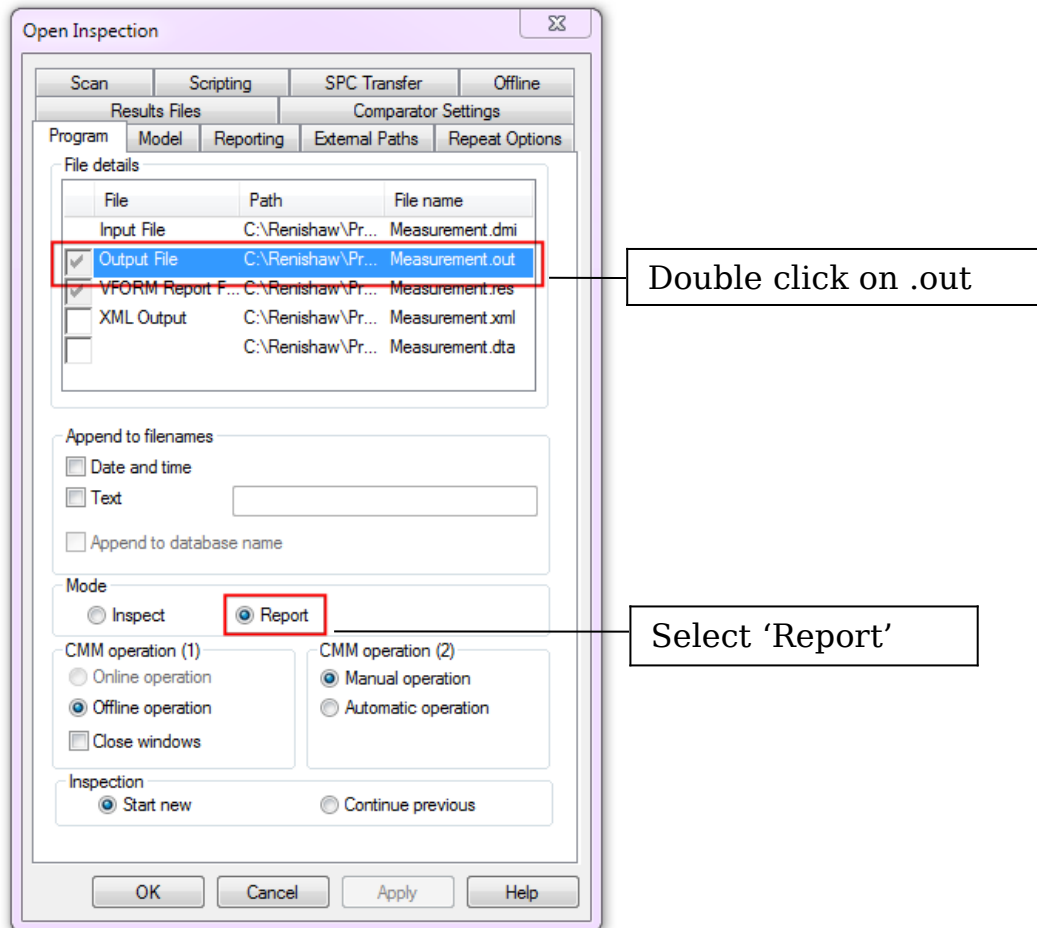 Open Inspection
Scan Scripting SPC Transfer Offline
Results Files Comparator Settings
Program Model Reporting External Paths Repeat Options
File details
File Path File name
Input File C:\Renishaw\Pr... Measurement.dmi
Output File C:\Renishaw\Pr... Measurement.out
Double click on .out
VFORM Report F... C:\Renishaw\Pr... Measurement.res
XML Output C:\Renishaw\Pr... Measurement.xml
C:\Renishaw\Pr... Measurement.dta
Append to filenames
Date and time
Text
Append to database name
Mode
Inspect Report
Select ‘Report’
CMM operation (1) CMM operation (2)
Online operation Manual operation
Offline operation Automatic operation
Close windows
Inspection
Start new Continue previous
OK Cancel Apply Help